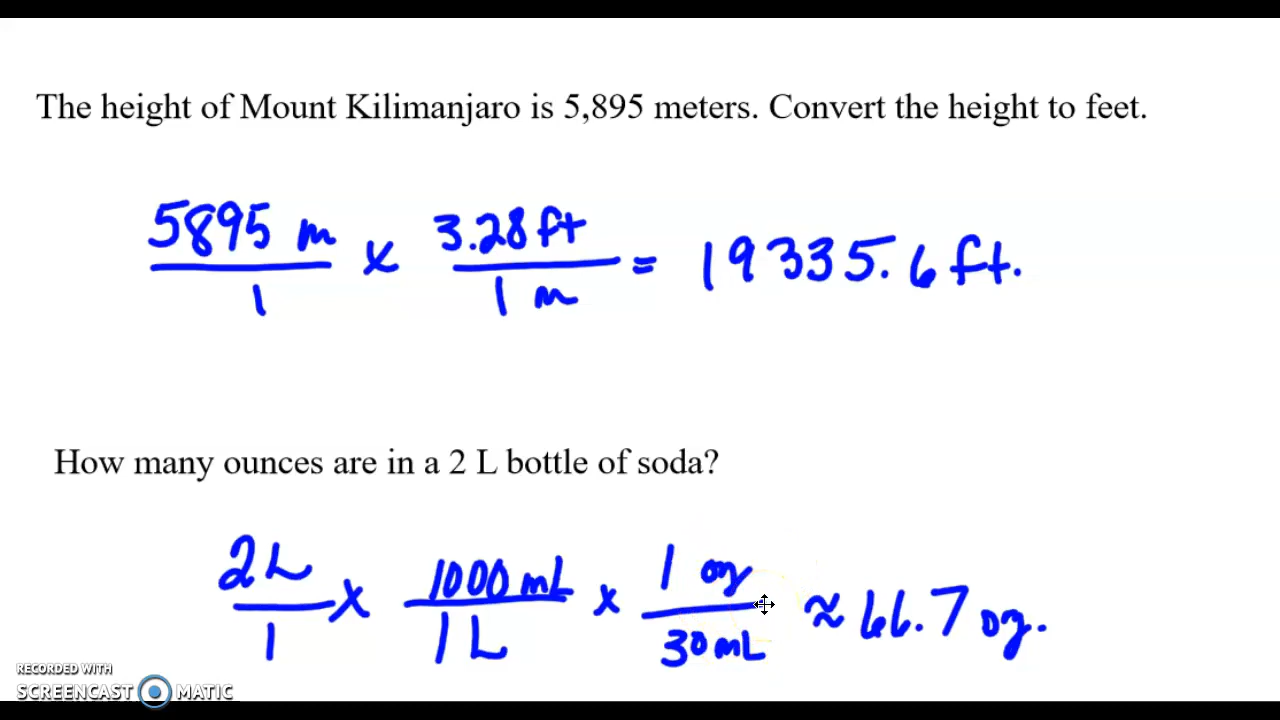 The height of Mount Kilimanjaro is 5,895 meters. Convert the height to feet.
5895 m / 1 x 3.28 ft / 1 m = 19335.6 ft.
How many ounces are in a 2 L bottle of soda?
2L / 1 x 1000 mL / 1 L x 1 oz / 30 mL ≈ 66.7 oz.
RECORDED WITH
SCREENCAST MATIC